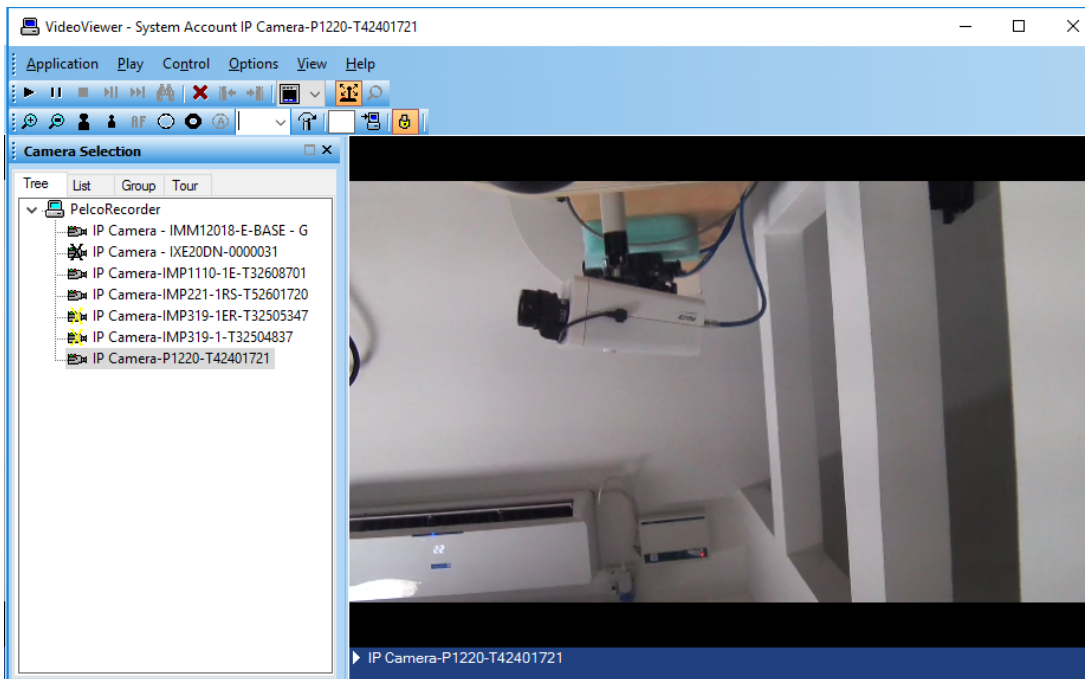 VideoViewer - System Account IP Camera-P1220-T42401721
Application Play Control Options View Help
AF A
Camera Selection
Tree List Group Tour
PelcoRecorder
IP Camera - IMM12018-E-BASE - G
IP Camera - IXE20DN-0000031
IP Camera-IMP1110-1E-T32608701
IP Camera-IMP221-1RS-T52601720
IP Camera-IMP319-1ER-T32505347
IP Camera-IMP319-1-T32504837
IP Camera-P1220-T42401721
22
IP Camera-P1220-T42401721